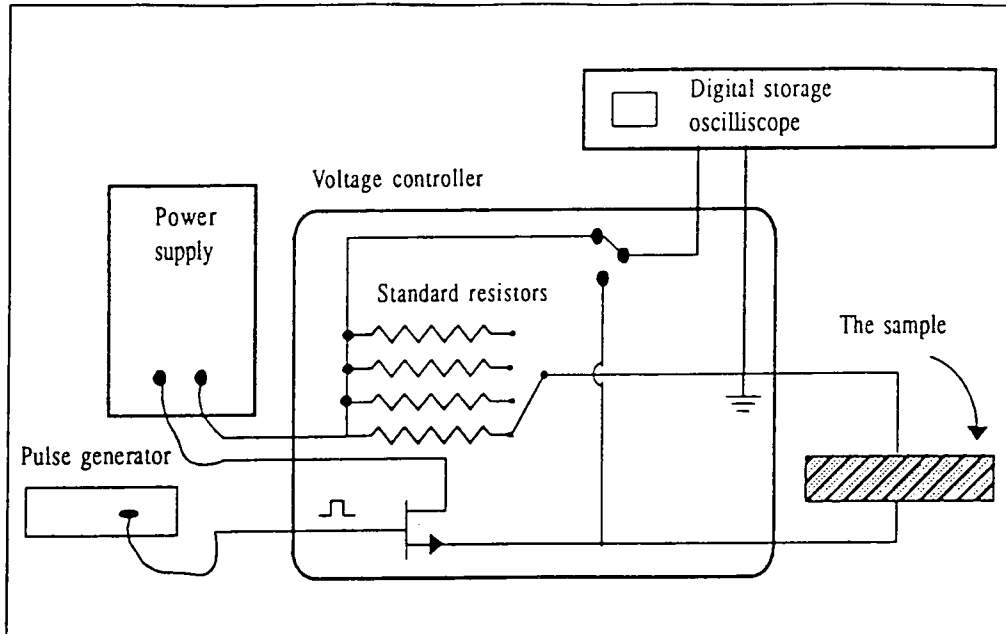 Digital storage
oscilliscope
Voltage controller
Power
supply
Standard resistors
The sample
Pulse generator